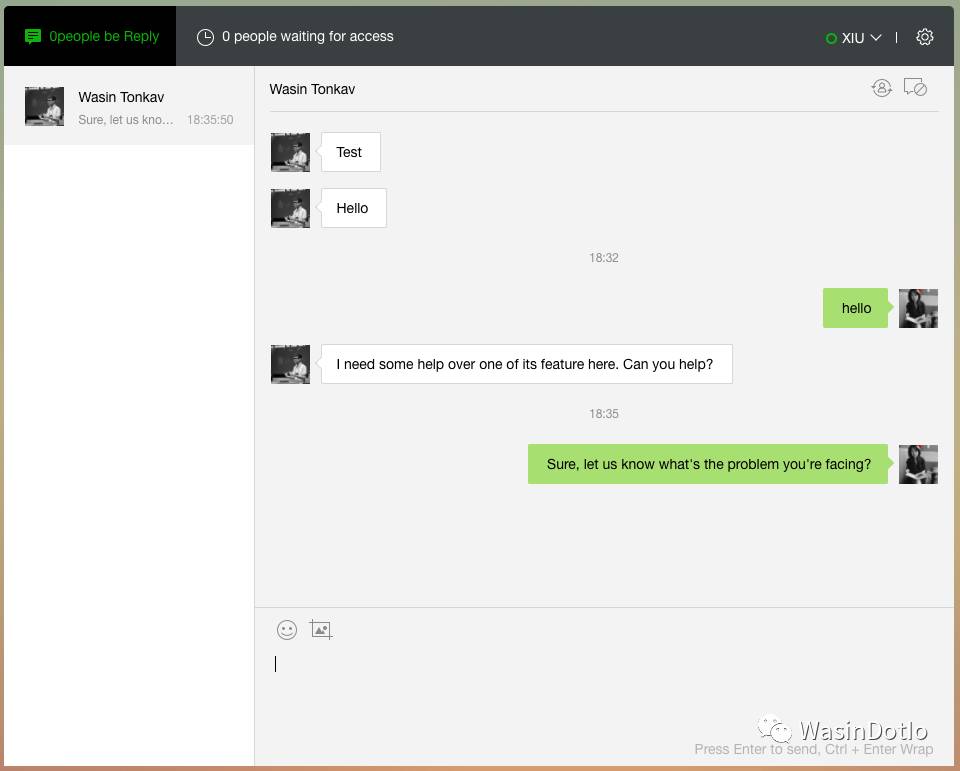 0people be Reply
0 people waiting for access
XIU
Wasin Tonkav
Sure, let us kno...
18:35:50
Wasin Tonkav
Test
Hello
18:32
hello
I need some help over one of its feature here. Can you help?
18:35
Sure, let us know what's the problem you're facing?
WasinDotIo
Press Enter to send, Ctrl + Enter Wrap